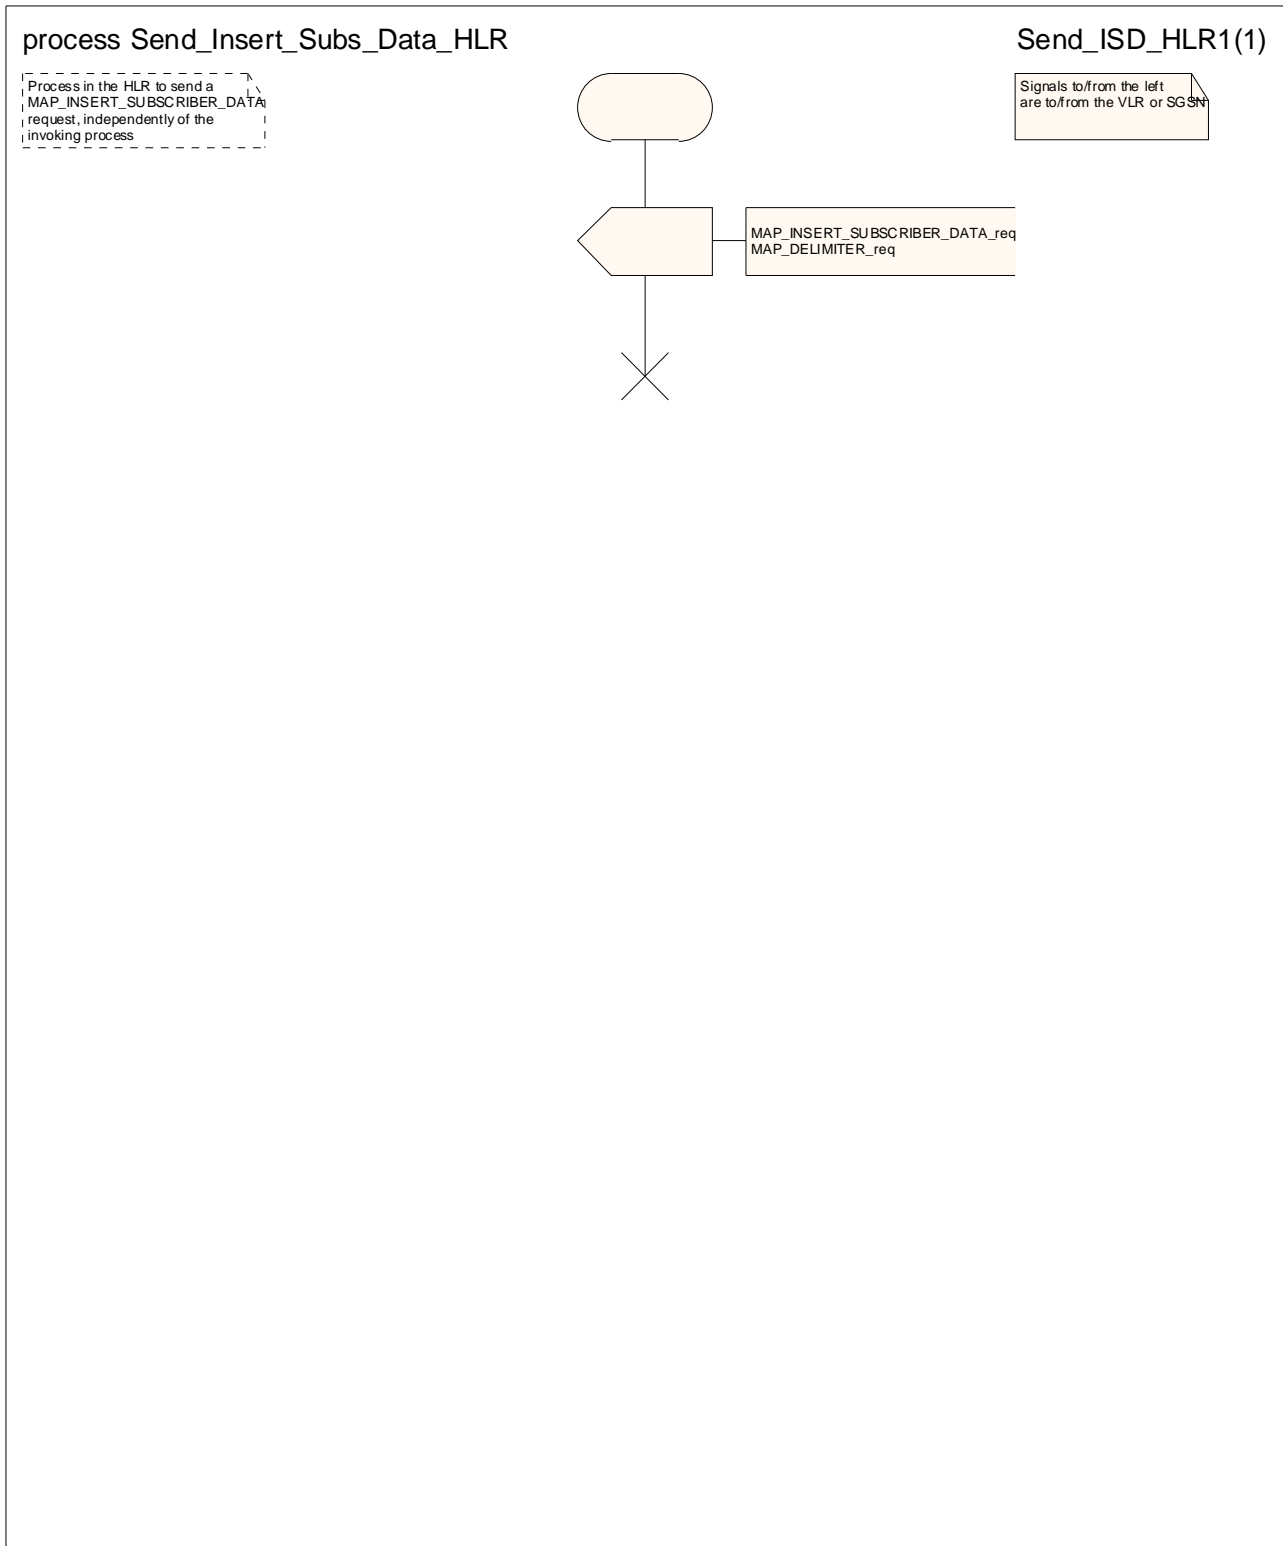 process Send_Insert_Subs_Data_HLR
Send_ISD_HLR1(1)
Process in the HLR to send a
MAP_INSERT_SUBSCRIBER_DATA
request, independently of the
invoking process
Signals to/from the left
are to/from the VLR or SGSN
MAP_INSERT_SUBSCRIBER_DATA_req
MAP_DELIMITER_req